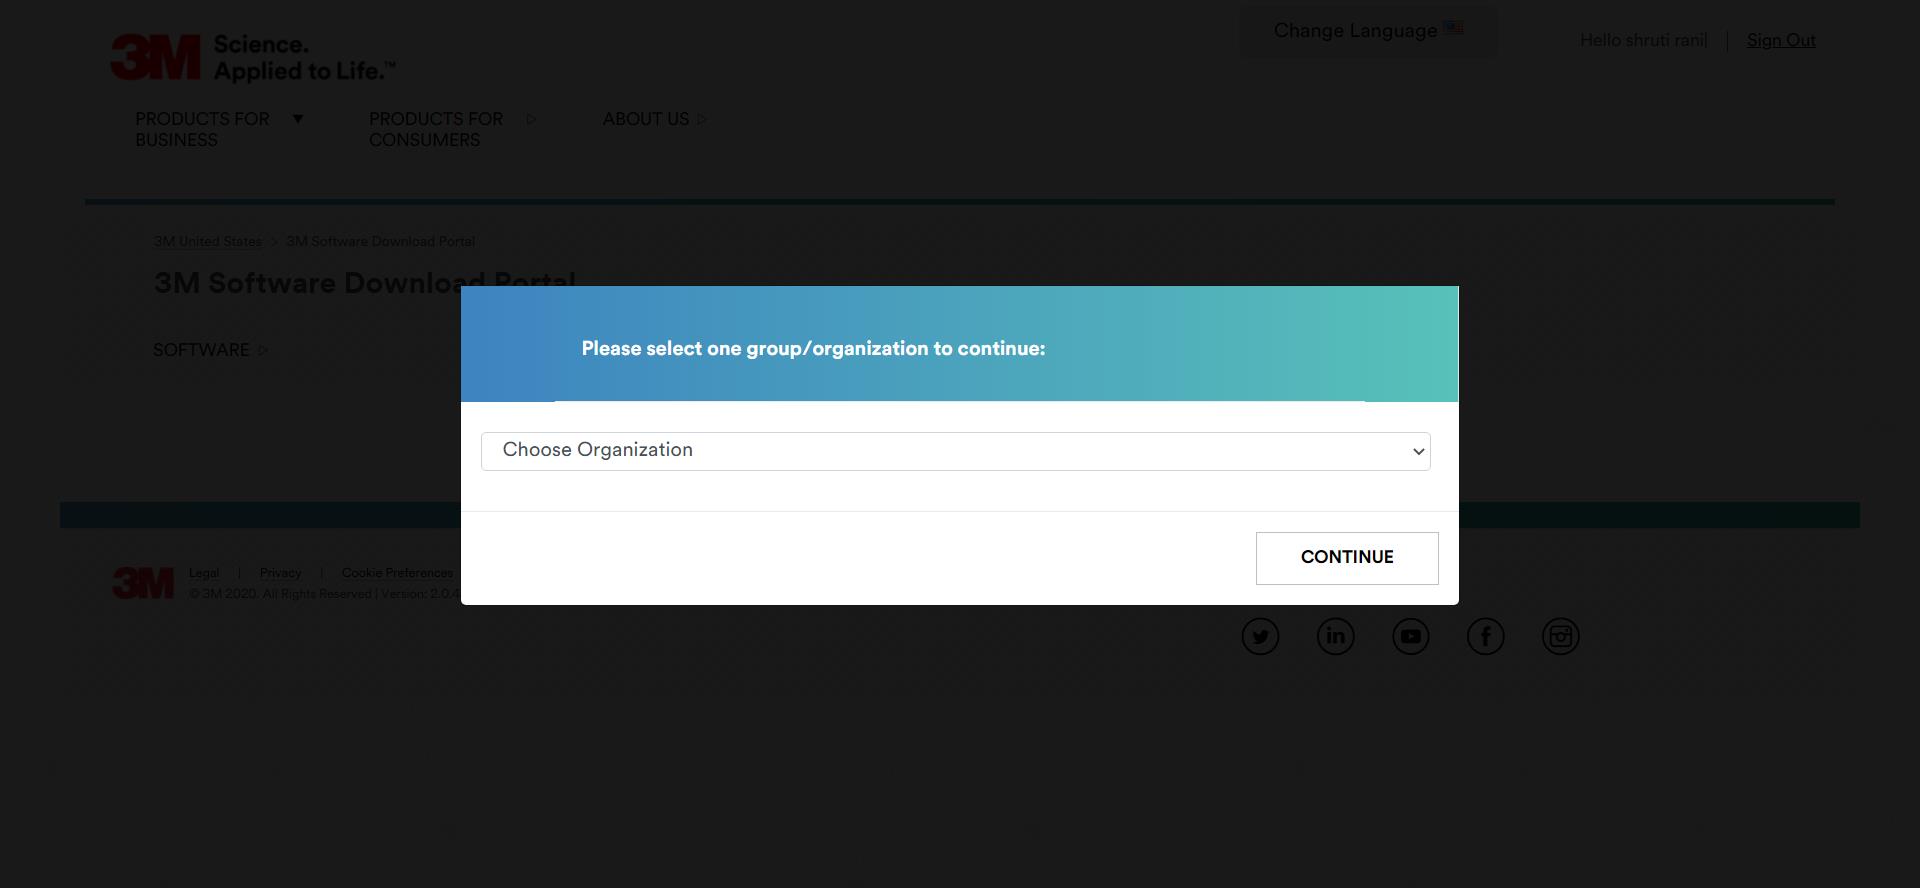 3M Science.
Applied to Life.™
Change Language
Hello shruti rani| Sign Out
PRODUCTS FOR
BUSINESS
PRODUCTS FOR
CONSUMERS
ABOUT US
3M United States > 3M Software Download Portal
3M Software Download Portal
SOFTWARE
Please select one group/organization to continue:
Choose Organization
CONTINUE
3M
Legal | Privacy | Cookie Preferences
© 3M 2020. All Rights Reserved | Version: 2.0.4
in